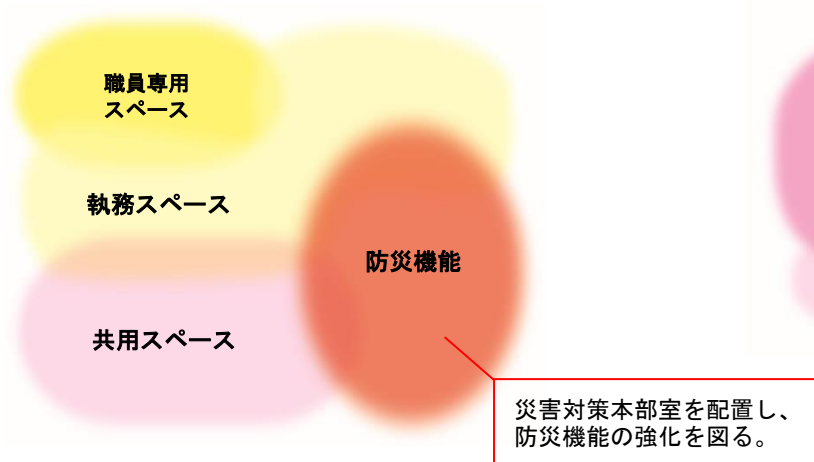 職員専用
スペース
執務スペース
防災機能
共用スペース
災害対策本部室を配置し、
防災機能の強化を図る。